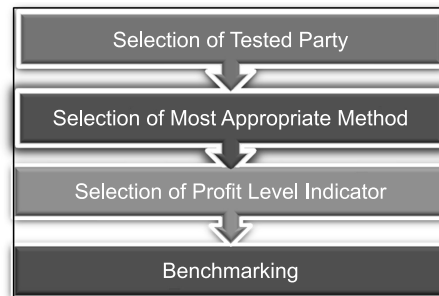 Selection of Tested Party
Selection of Most Appropriate Method
Selection of Profit Level Indicator
Benchmarking